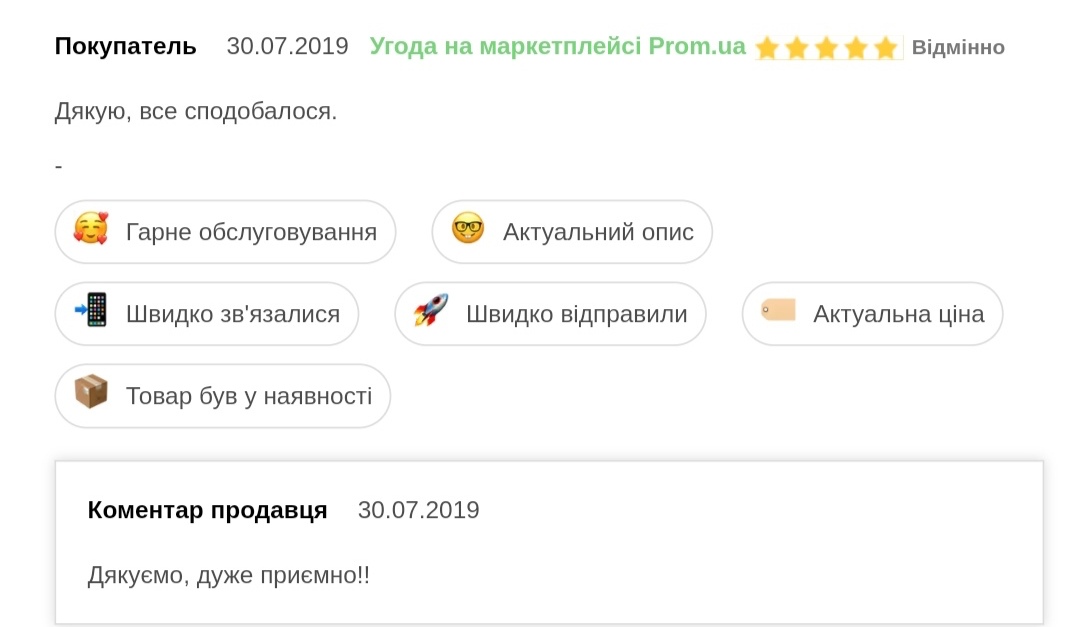 Покупатель 30.07.2019 Угода на маркетплейсі Prom.ua Відмінно
Дякую, все сподобалося.
-
Гарне обслуговування Актуальний опис
Швидко зв'язалися Швидко відправили Актуальна ціна
Товар був у наявності
Коментар продавця 30.07.2019
Дякуємо, дуже приємно!!